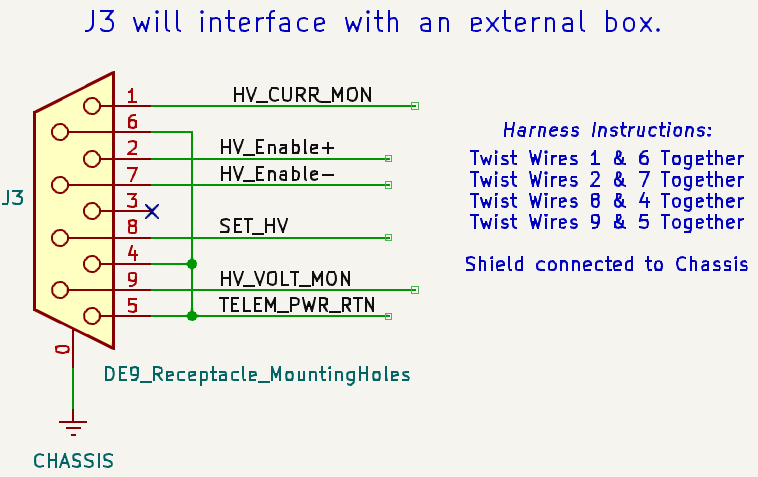 J3 will interface with an external box.
1
HV_CURR_MON
6
2
HV_Enable+
7
HV_Enable-
3
8
SET_HV
4
9
HV_VOLT_MON
5
TELEM_PWR_RTN
J3
0
DE9_Receptacle_MountingHoles
CHASSIS
Harness Instructions:
Twist Wires 1 & 6 Together
Twist Wires 2 & 7 Together
Twist Wires 8 & 4 Together
Twist Wires 9 & 5 Together
Shield connected to Chassis